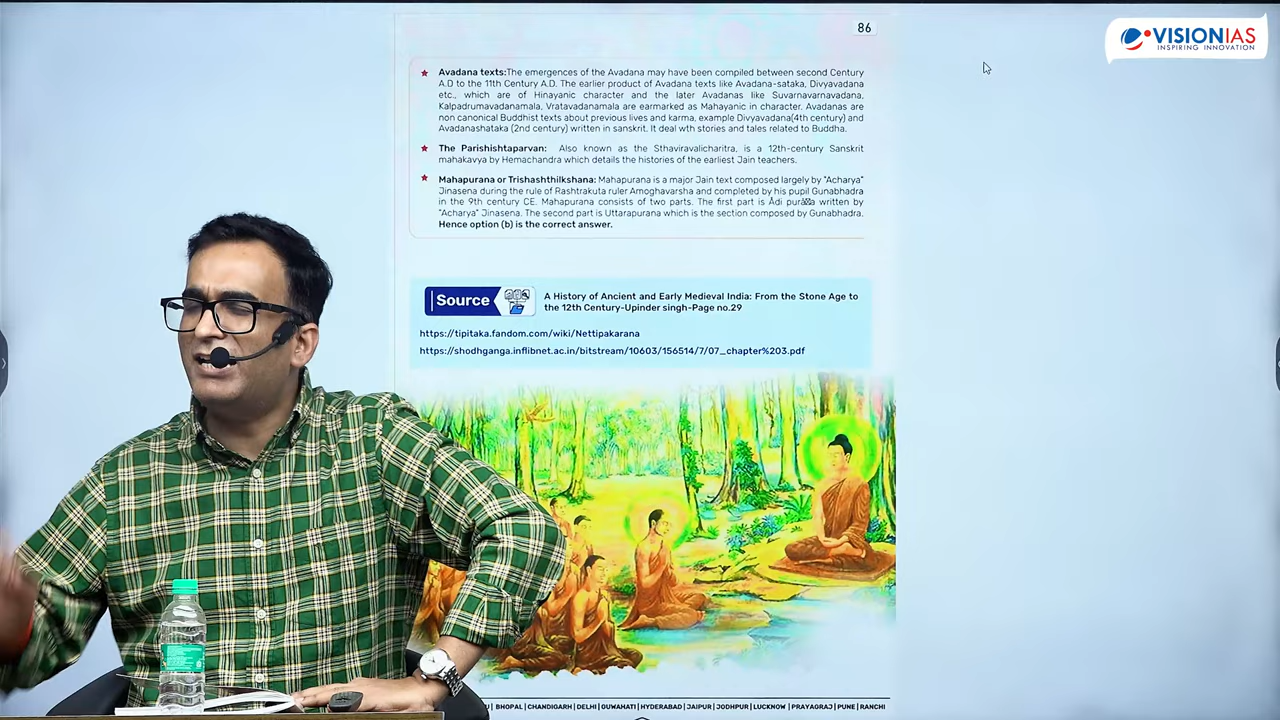 86
VISIONIAS
INSPIRING INNOVATION
★ Avadana texts:The emergences of the Avadana may have been compiled between second Century
A.D to the 11th Century A.D. The earlier product of Avadana texts like Avadana-sataka, Divyavadana
etc., which are of Hinayanic character and the later Avadanas like Suvarnavarnavadana,
Kalpadrumavadanamala, Vratavadanamala are earmarked as Mahayanic in character. Avadanas are
non canonical Buddhist texts about previous lives and karma, example Divyavadana(4th century) and
Avadanashataka (2nd century) written in sanskrit. It deal wth stories and tales related to Buddha.
★ The Parishishtaparvan: Also known as the Sthaviravalicharitra, is a 12th-century Sanskrit
mahakavya by Hemachandra which details the histories of the earliest Jain teachers.
★ Mahapurana or Trishashthilkshana: Mahapurana is a major Jain text composed largely by "Acharya"
Jinasena during the rule of Rashtrakuta ruler Amoghavarsha and completed by his pupil Gunabhadra
in the 9th century CE. Mahapurana consists of two parts. The first part is Ādi written by
"Acharya" Jinasena. The second part is Uttarapurana which is the section composed by Gunabhadra.
Hence option (b) is the correct answer.
Source
A History of Ancient and Early Medieval India: From the Stone Age to
the 12th Century-Upinder singh-Page no.29
https://tipitaka.fandom.com/wiki/Nettipakarana
https://shodhganga.inflibnet.ac.in/bitstream/10603/156514/7/07_chapter%203.pdf
| BHOPAL | CHANDIGARH | DELHI | GUWAHATI | HYDERABAD | JAIPUR | JODHPUR | LUCKNOW | PRAYAGRAJ | PUNE | RANCHI